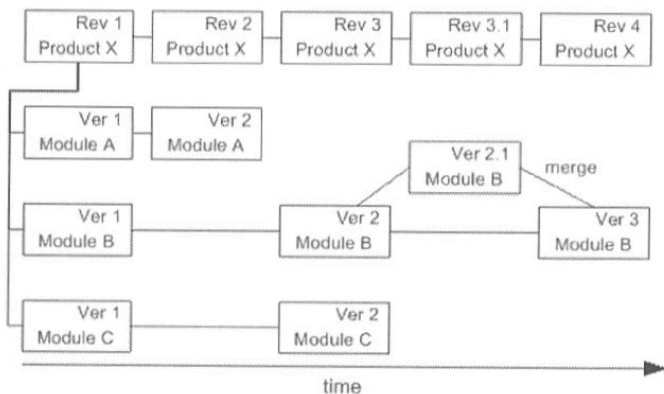 Rev 1
Product X
Rev 2
Product X
Rev 3
Product X
Rev 3.1
Product X
Rev 4
Product X
Ver 1
Module A
Ver 2
Module A
Ver 2.1
Module B
merge
Ver 1
Module B
Ver 2
Module B
Ver 3
Module B
Ver 1
Module C
Ver 2
Module C
time